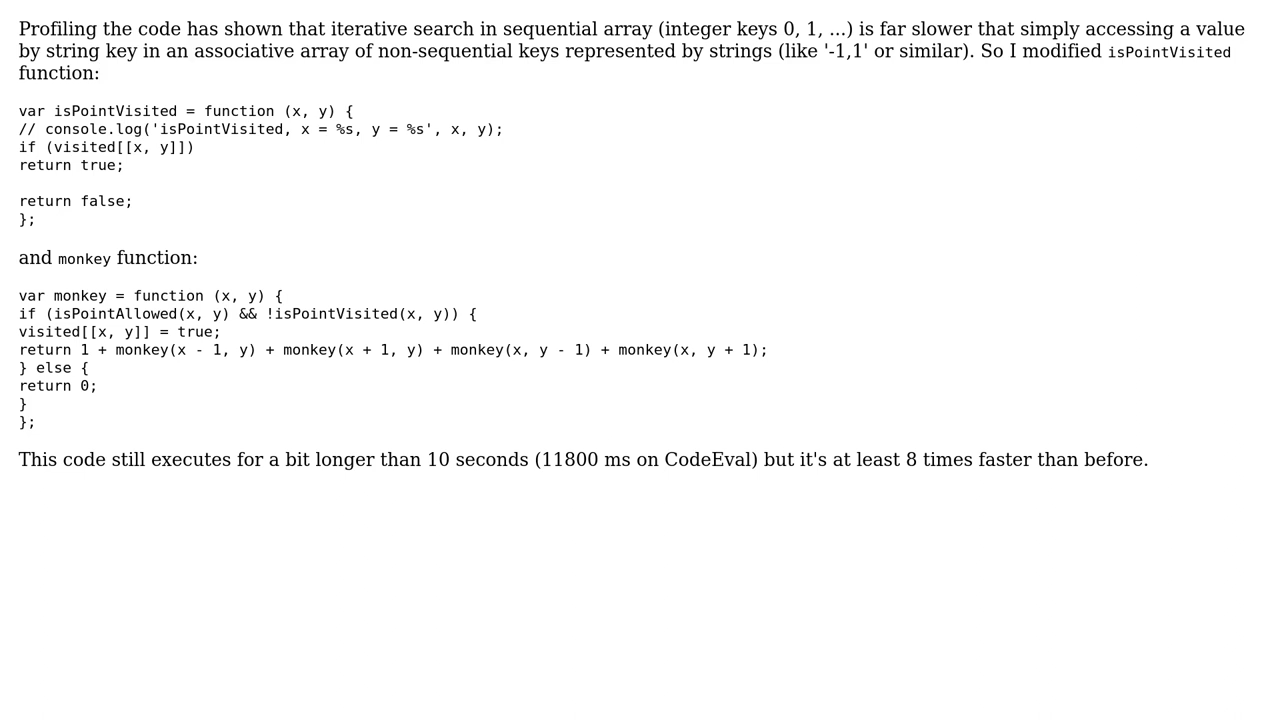 Profiling the code has shown that iterative search in sequential array (integer keys 0, 1, ...) is far slower that simply accessing a value
by string key in an associative array of non-sequential keys represented by strings (like '-1,1' or similar). So I modified isPointVisited
function:
var isPointVisited = function (x, y) {
// console.log('isPointVisited, x = %s, y = %s', x, y);
if (visited[[x, y]])
return true;
return false;
};
and monkey function:
var monkey = function (x, y) {
if (isPointAllowed(x, y) && !isPointVisited(x, y)) {
visited[[x, y]] = true;
return 1 + monkey(x - 1, y) + monkey(x + 1, y) + monkey(x, y - 1) + monkey(x, y + 1);
} else {
return 0;
}
};
This code still executes for a bit longer than 10 seconds (11800 ms on CodeEval) but it's at least 8 times faster than before.